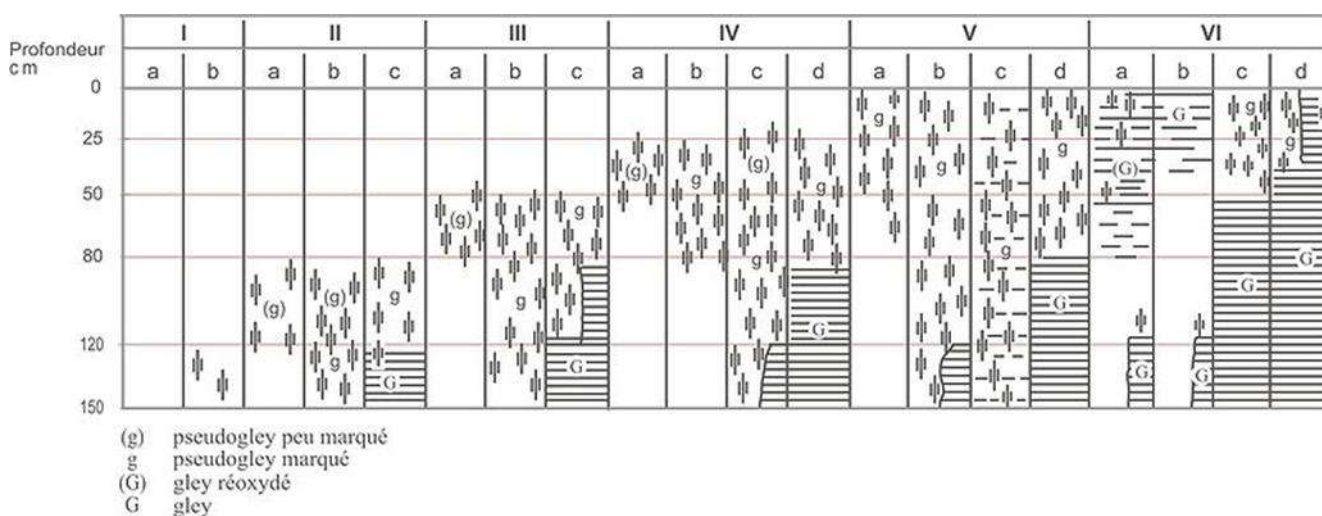 I II III IV V VI
Profondeur
cm
a b a b c a b c a b c d a b c d a b c d
0
g g G g
25
(g) (g) g g g (G) g
50
(g) g g g
80
g g G
(g) (g) g g G G
G
120
g G G G G
150
(g) pseudogley peu marqué
g pseudogley marqué
(G) gley réoxydé
G gley